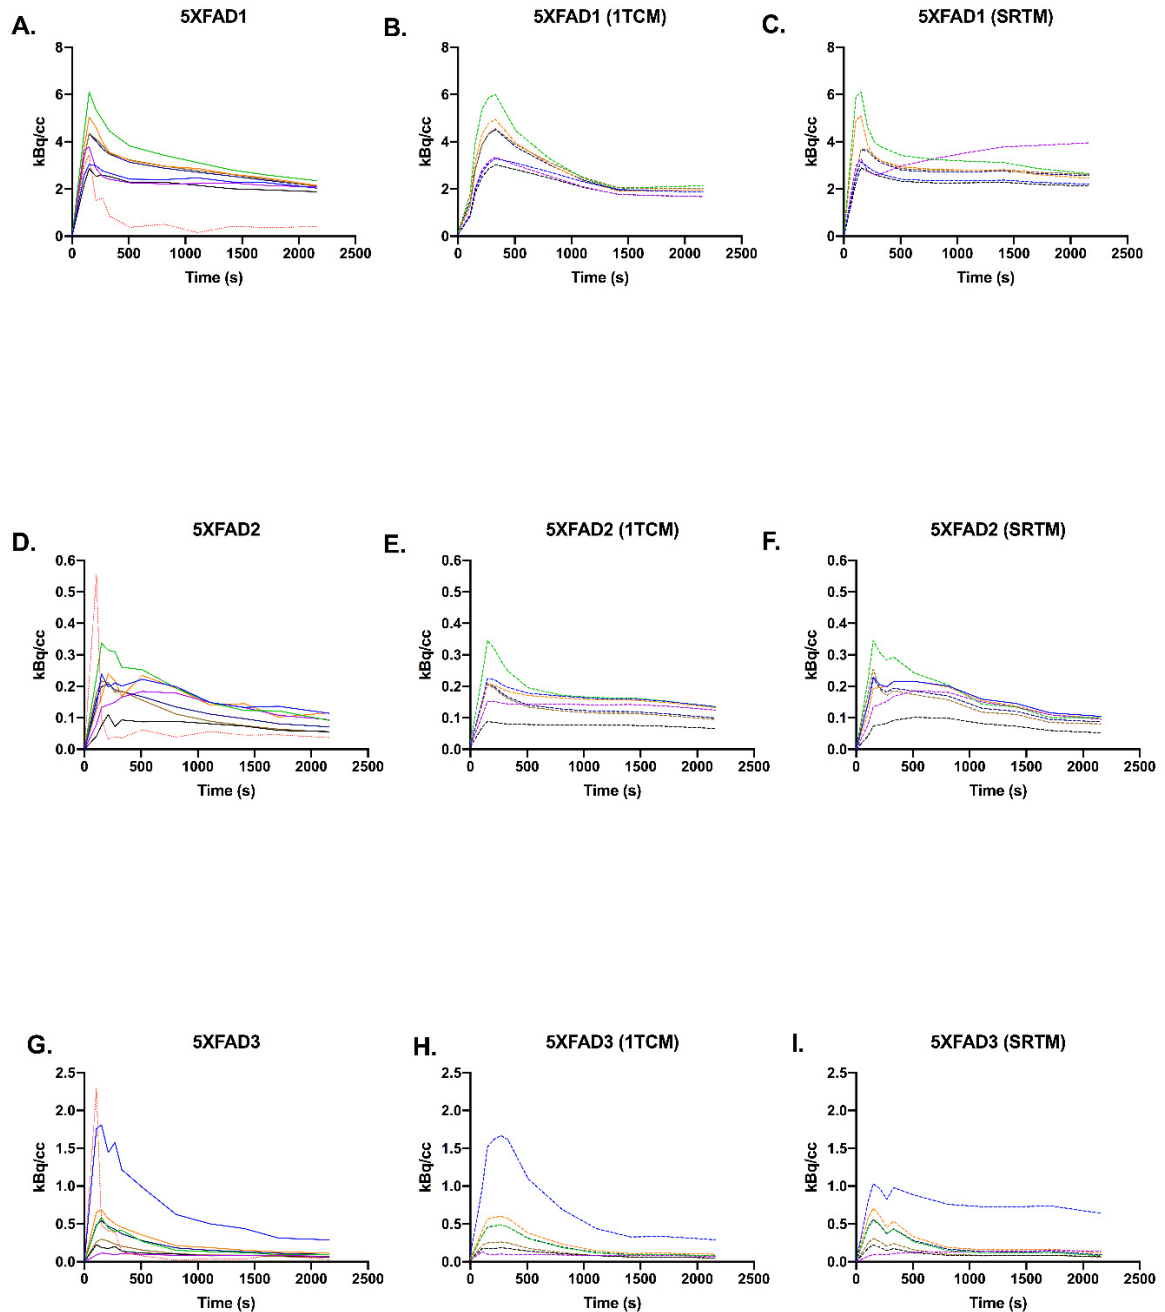 A.
5XFAD1
8
6
4
2
0
kBq/cc
0 500 1000 1500 2000 2500
Time (s)
B.
5XFAD1 (1TCM)
8
6
4
2
0
kBq/cc
0 500 1000 1500 2000 2500
Time (s)
C.
5XFAD1 (SRTM)
8
6
4
2
0
kBq/cc
0 500 1000 1500 2000 2500
Time (s)
D.
5XFAD2
0.6
0.5
0.4
0.3
0.2
0.1
0.0
kBq/cc
0 500 1000 1500 2000 2500
Time (s)
E.
5XFAD2 (1TCM)
0.6
0.5
0.4
0.3
0.2
0.1
0.0
kBq/cc
0 500 1000 1500 2000 2500
Time (s)
F.
5XFAD2 (SRTM)
0.6
0.5
0.4
0.3
0.2
0.1
0.0
kBq/cc
0 500 1000 1500 2000 2500
Time (s)
G.
5XFAD3
2.5
2.0
1.5
1.0
0.5
0.0
kBq/cc
0 500 1000 1500 2000 2500
Time (s)
H.
5XFAD3 (1TCM)
2.5
2.0
1.5
1.0
0.5
0.0
kBq/cc
0 500 1000 1500 2000 2500
Time (s)
I.
5XFAD3 (SRTM)
2.5
2.0
1.5
1.0
0.5
0.0
kBq/cc
0 500 1000 1500 2000 2500
Time (s)